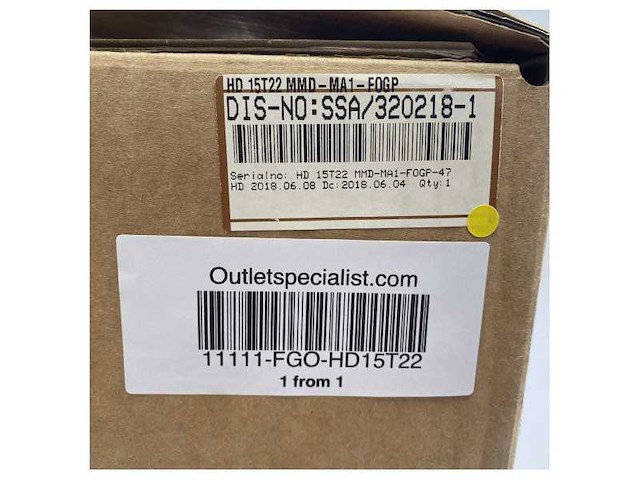 HD 15T22 MMD-MA1-FOGP
DIS-NO:SSA/320218-1
Serialno: HD 15T22 MMD-MA1-FOGP-47
HD 2018.06.08 Dc:2018.06.04 Qty:1
Outletspecialist.com
11111-FGO-HD15T22
1 from 1